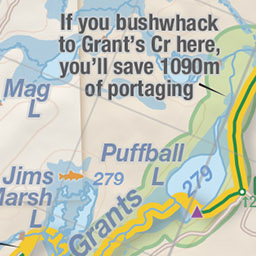 If you bushwhack
to Grant's Cr here,
you'll save 1090m
of portaging
Mag
L
Puffball
L
279
Jims
Marsh
L
279
Grants